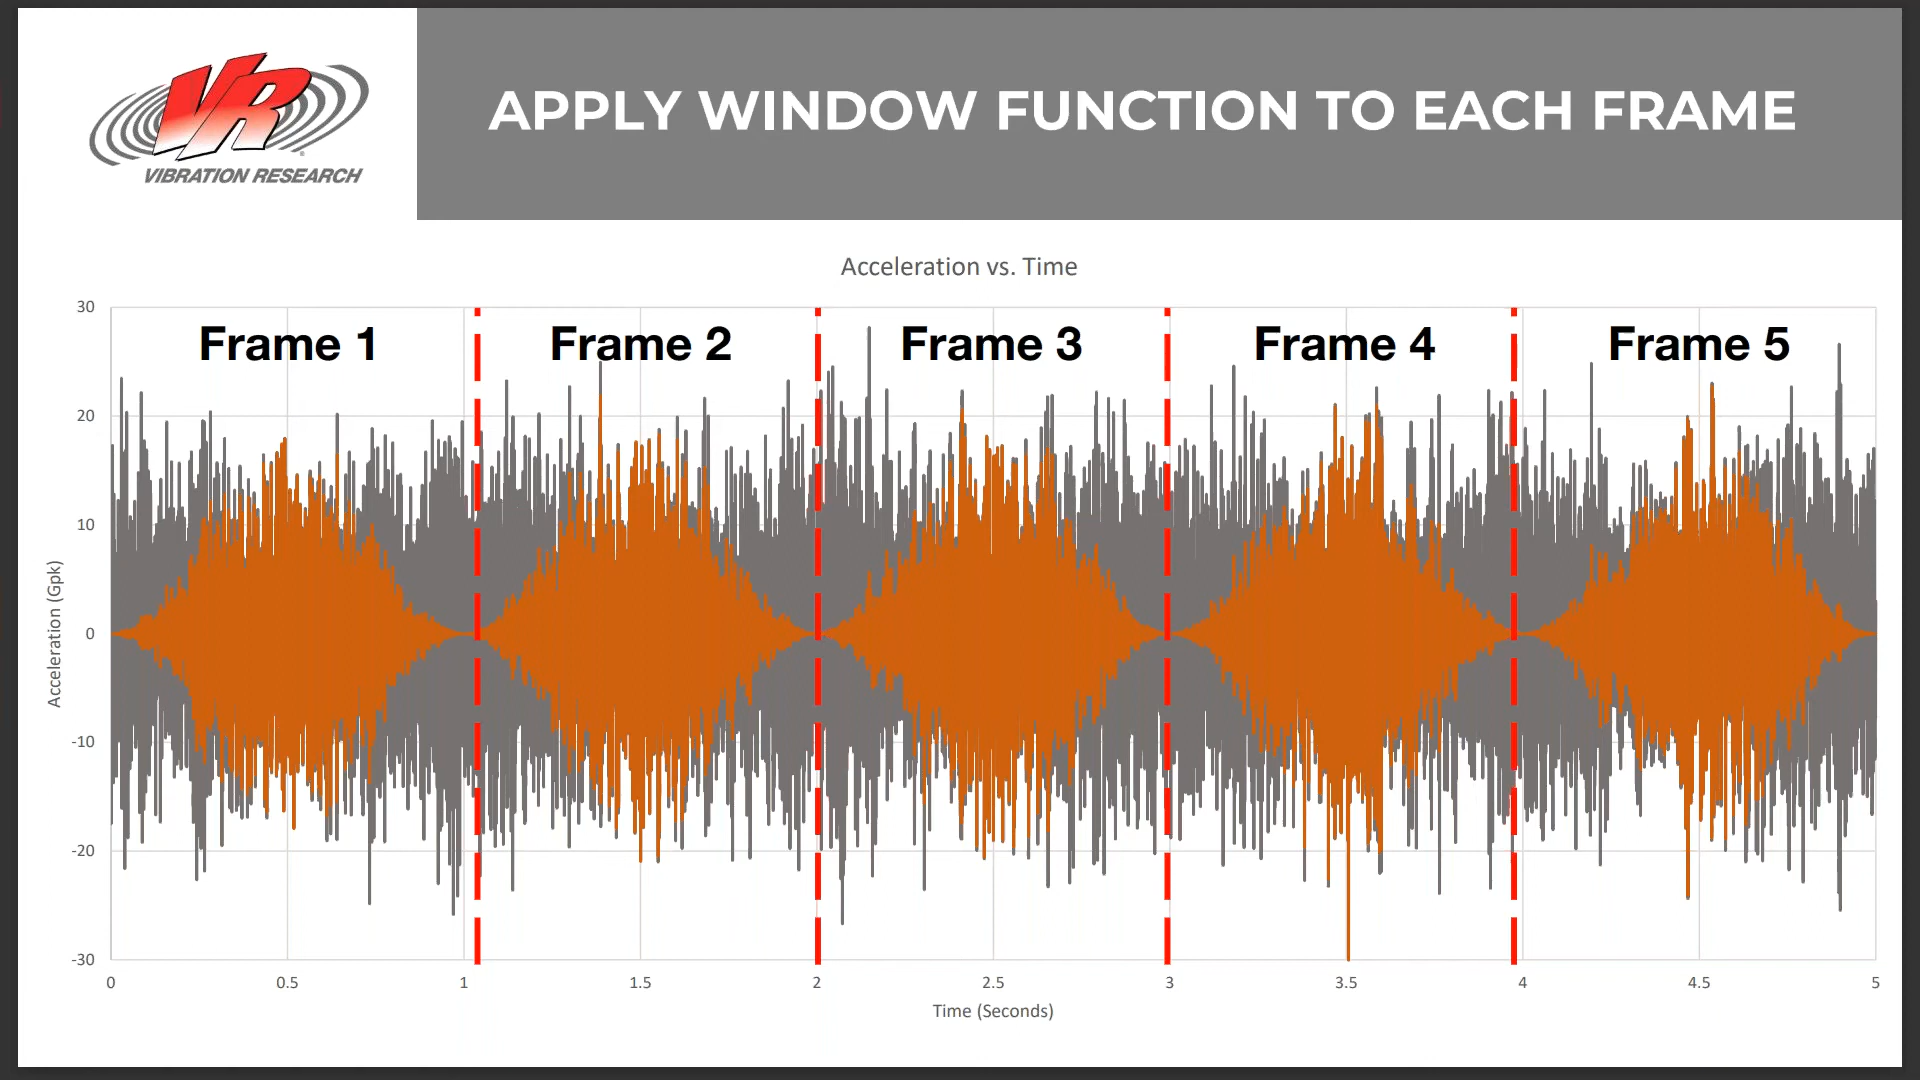 VR
VIBRATION RESEARCH
APPLY WINDOW FUNCTION TO EACH FRAME
Acceleration vs. Time
Frame 1
Frame 2
Frame 3
Frame 4
Frame 5
30
20
10
0
-10
-20
-30
Acceleration (Gpk)
0
0.5
1
1.5
2
2.5
3
3.5
4
4.5
5
Time (Seconds)